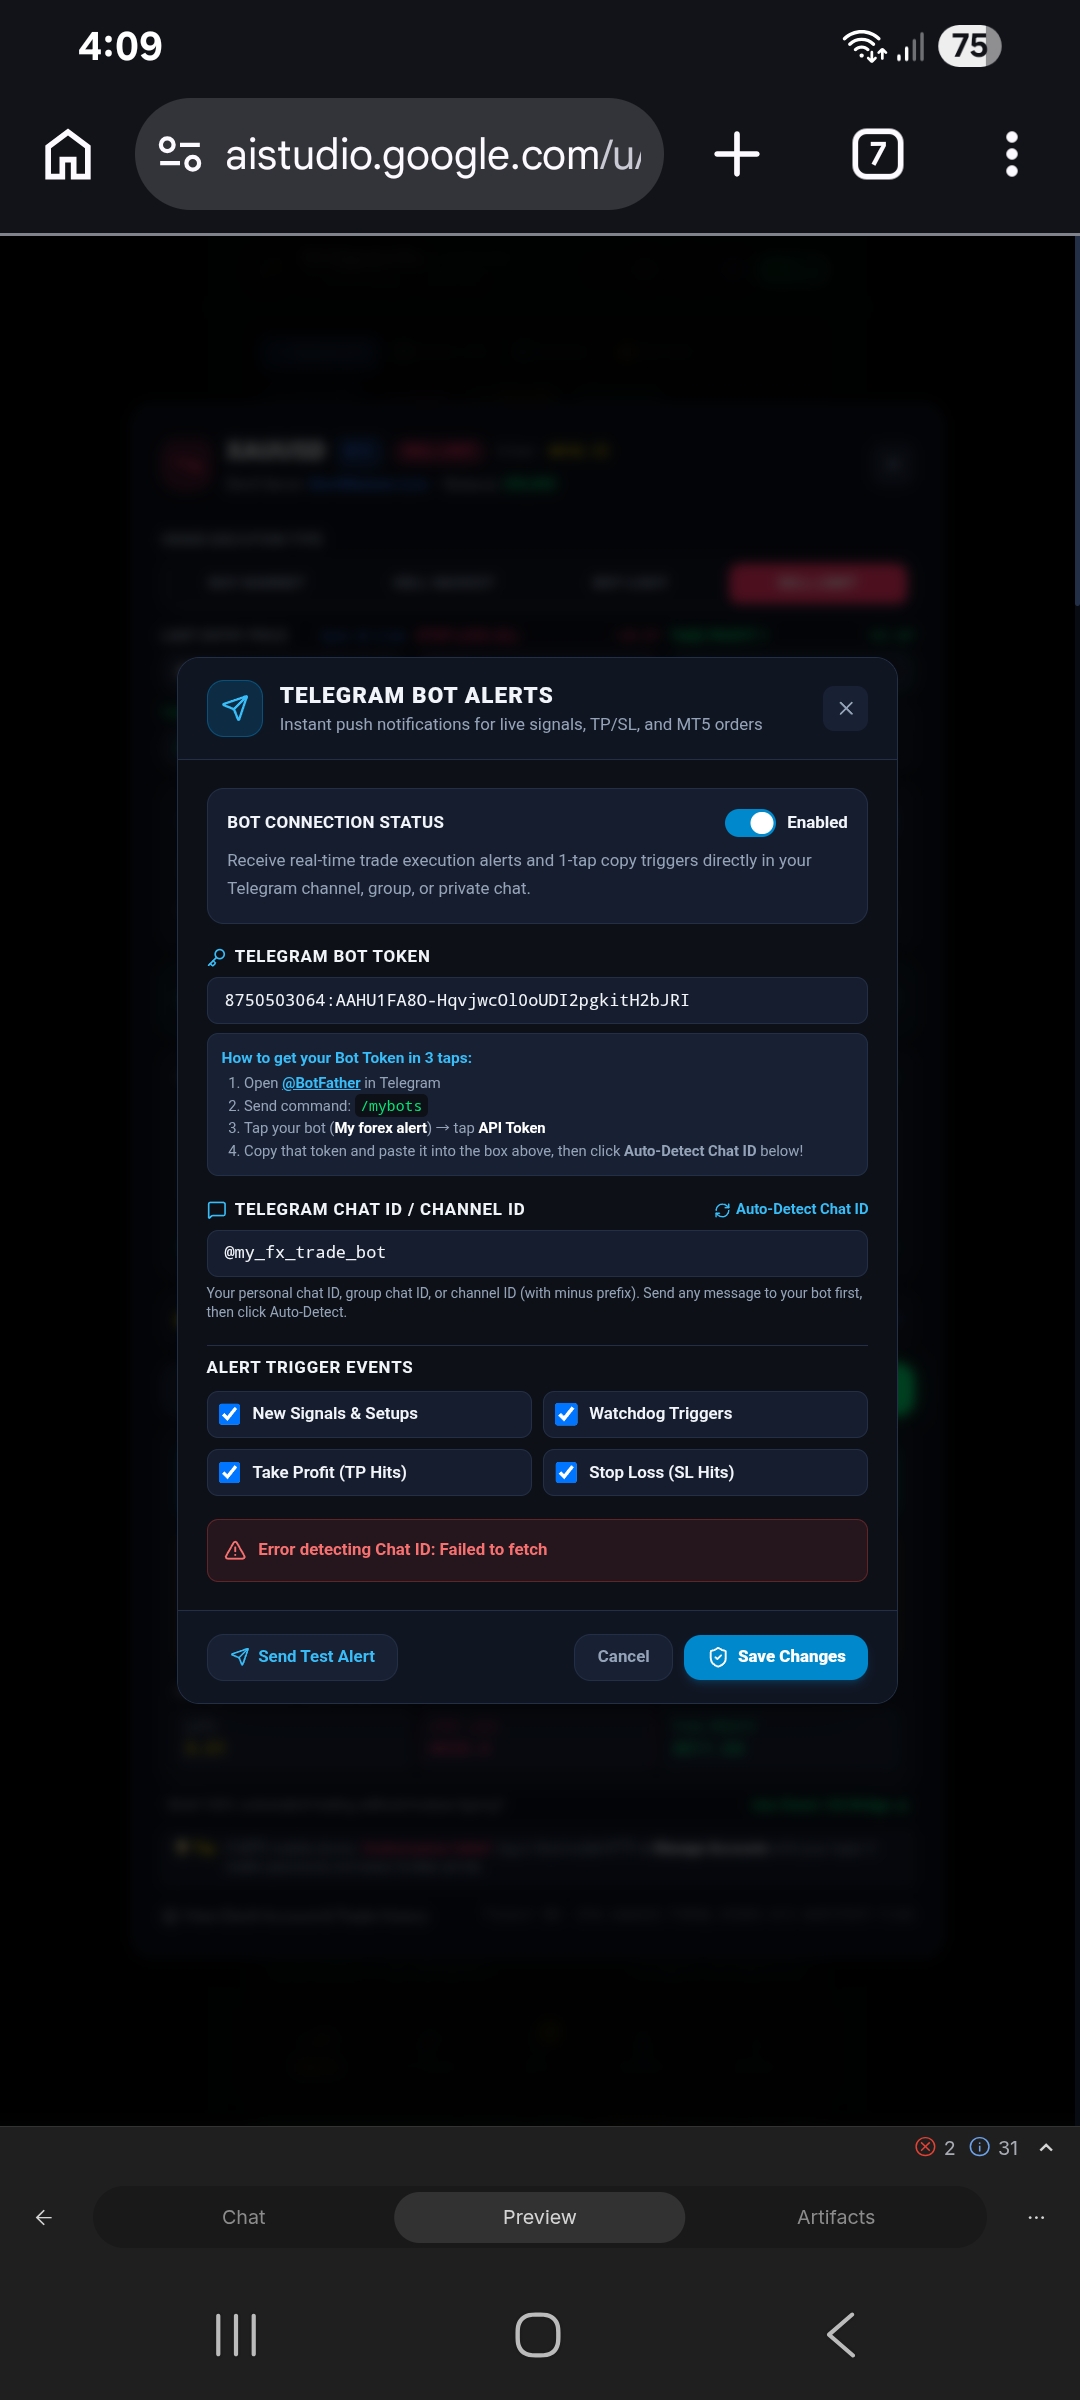 4:09
75
aistudio.google.com/u/
7
TELEGRAM BOT ALERTS
Instant push notifications for live signals, TP/SL, and MT5 orders
BOT CONNECTION STATUS
Enabled
Receive real-time trade execution alerts and 1-tap copy triggers directly in your
Telegram channel, group, or private chat.
TELEGRAM BOT TOKEN
8750503064:AAHU1FA8O-HqvjwcOl0oUDI2pgkitH2bJRI
How to get your Bot Token in 3 taps:
1. Open @BotFather in Telegram
2. Send command: /mybots
3. Tap your bot (My forex alert) → tap API Token
4. Copy that token and paste it into the box above, then click Auto-Detect Chat ID below!
TELEGRAM CHAT ID / CHANNEL ID
Auto-Detect Chat ID
@my_fx_trade_bot
Your personal chat ID, group chat ID, or channel ID (with minus prefix). Send any message to your bot first,
then click Auto-Detect.
ALERT TRIGGER EVENTS
New Signals & Setups
Watchdog Triggers
Take Profit (TP Hits)
Stop Loss (SL Hits)
Error detecting Chat ID: Failed to fetch
Send Test Alert
Cancel
Save Changes
2
31
Chat
Preview
Artifacts